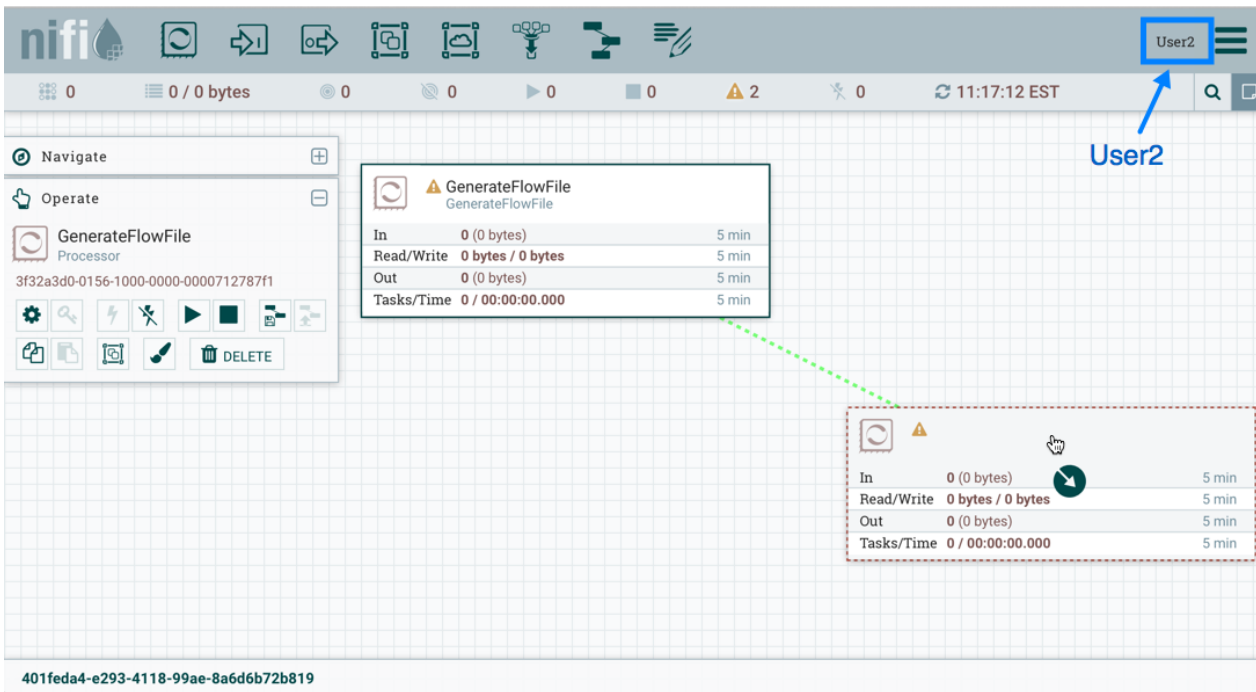 nifi
User2
0
0 / 0 bytes
0
0
0
0
2
0
11:17:12 EST
User2
Navigate
Operate
GenerateFlowFile
Processor
3f32a3d0-0156-1000-0000-0000712787f1
DELETE
GenerateFlowFile
GenerateFlowFile
In 0 (0 bytes) 5 min
Read/Write 0 bytes / 0 bytes 5 min
Out 0 (0 bytes) 5 min
Tasks/Time 0 / 00:00:00.000 5 min
In 0 (0 bytes) 5 min
Read/Write 0 bytes / 0 bytes 5 min
Out 0 (0 bytes) 5 min
Tasks/Time 0 / 00:00:00.000 5 min
401feda4-e293-4118-99ae-8a6d6b72b819